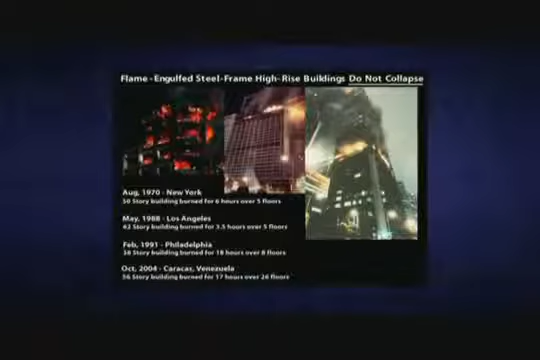 Flame-Engulfed Steel-Frame High-Rise Buildings Do Not Collapse
Aug, 1970 - New York
50 Story building burned for 6 hours over 5 floors
May, 1988 - Los Angeles
62 Story building burned for 3.5 hours over 5 floors
Feb, 1991 - Philadelphia
38 Story building burned for 18 hours over 8 floors
Oct, 2004 - Caracas, Venezuela
56 Story building burned for 17 hours over 26 floors